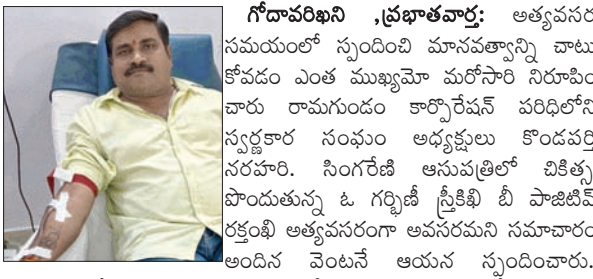 గోదావరిఖని ,ప్రభాతవార్త: అత్యవసర
సమయంలో స్పందించి మానవత్వాన్ని చాటు
కోవడం ఎంత ముఖ్యమో మరోసారి నిరూపిం
చారు రామగుండం కార్పొరేషన్ పరిధిలోని
స్వర్ణకార సంఘం అధ్యక్షులు కొండపర్తి
నరహరి. సింగరేణి ఆసుపత్రిలో చికిత్స
పొందుతున్న ఓ గర్భిణీ స్త్రీకిఖి బీ పాజిటివ్
రక్తంఖి అత్యవసరంగా అవసరమని సమాచారం
అందిన వెంటనే ఆయన స్పందించారు.